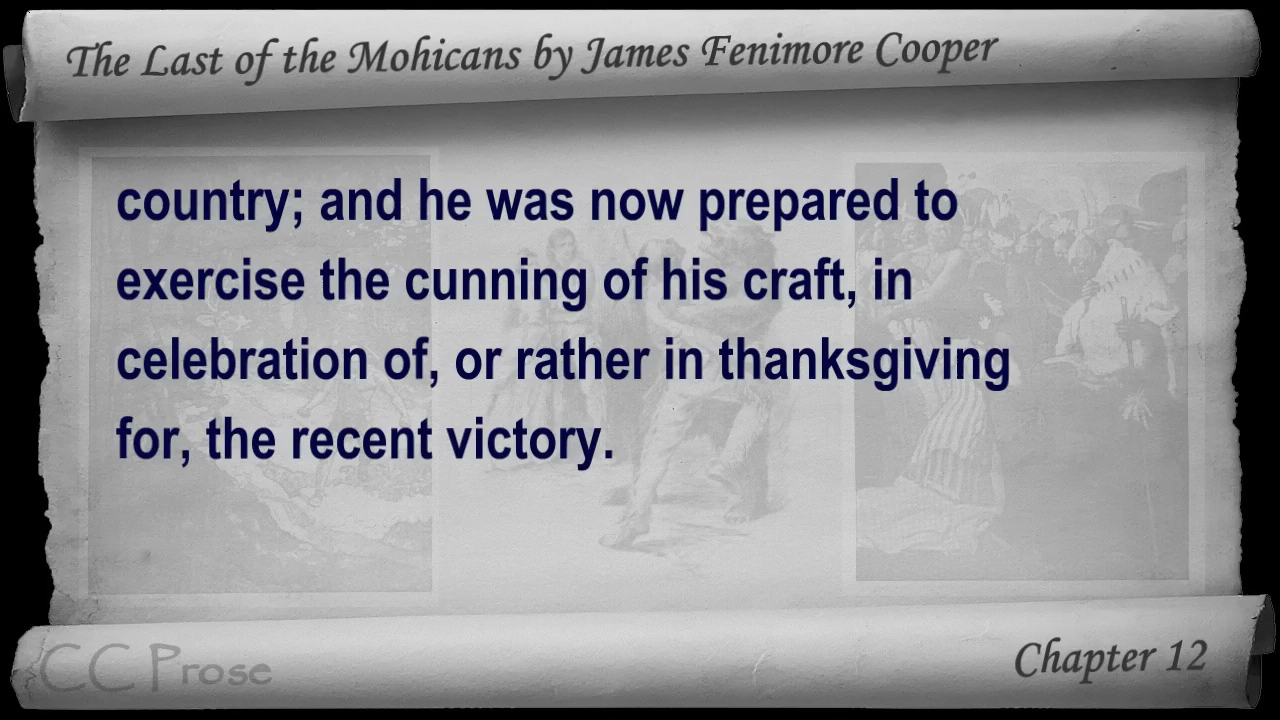 The Last of the Mohicans by James Fenimore Cooper
country; and he was now prepared to
exercise the cunning of his craft, in
celebration of, or rather in thanksgiving
for, the recent victory.
CC Prose
Chapter 12